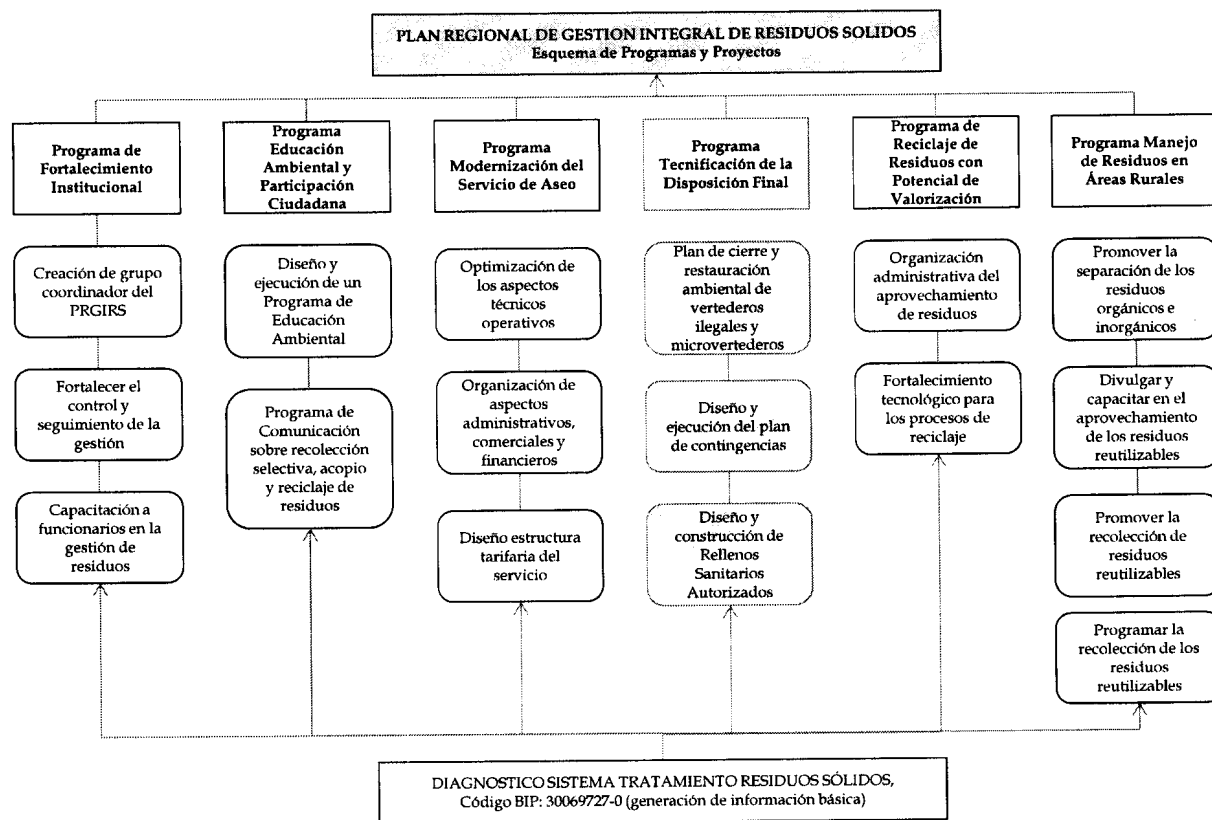 PLAN REGIONAL DE GESTION INTEGRAL DE RESIDUOS SOLIDOS
Esquema de Programas y Proyectos
Programa de
Fortalecimiento
Institucional
Programa
Educación
Ambiental y
Participación
Ciudadana
Programa
Modernización del
Servicio de Aseo
Programa
Tecnificación de la
Disposición Final
Programa de
Reciclaje de
Residuos con
Potencial de
Valorización
Programa Manejo
de Residuos en
Áreas Rurales
Creación de grupo
coordinador del
PRGIRS
Diseño y
ejecución de un
Programa de
Educación
Ambiental
Optimización de
los aspectos
técnicos
operativos
Plan de cierre y
restauración
ambiental de
vertederos
ilegales y
microvertederos
Organización
administrativa del
aprovechamiento
de residuos
Promover la
separación de los
residuos
orgánicos e
inorgánicos
Fortalecer el
control y
seguimiento de la
gestión
Programa de
Comunicación
sobre recolección
selectiva, acopio
y reciclaje de
residuos
Organización de
aspectos
administrativos,
comerciales y
financieros
Diseño y
ejecución del plan
de contingencias
Fortalecimiento
tecnológico para
los procesos de
reciclaje
Divulgar y
capacitar en el
aprovechamiento
de los residuos
reutilizables
Capacitación a
funcionarios en la
gestión de
residuos
Diseño estructura
tarifaria del
servicio
Diseño y
construcción de
Rellenos
Sanitarios
Autorizados
Promover la
recolección de
residuos
reutilizables
Programar la
recolección de los
residuos
reutilizables
DIAGNOSTICO SISTEMA TRATAMIENTO RESIDUOS SÓLIDOS,
Código BIP: 30069727-0 (generación de información básica)